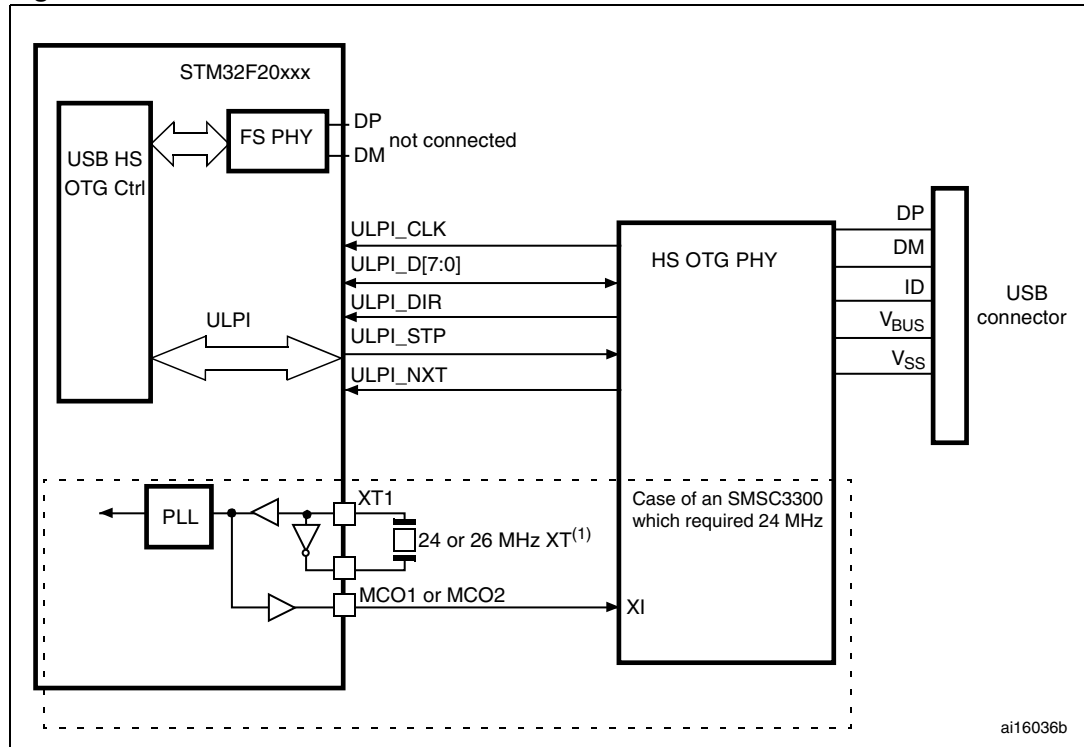 STM32F20xxx
FS PHY
DP
not connected
DM
USB HS
OTG Ctrl
ULPI_CLK
ULPI_D[7:0]
ULPI_DIR
ULPI_STP
ULPI_NXT
ULPI
HS OTG PHY
DP
DM
ID
VBUS
VSS
USB
connector
PLL
XT1
24 or 26 MHz XT(1)
MCO1 or MCO2
Case of an SMSC3300
which required 24 MHz
XI
ai16036b